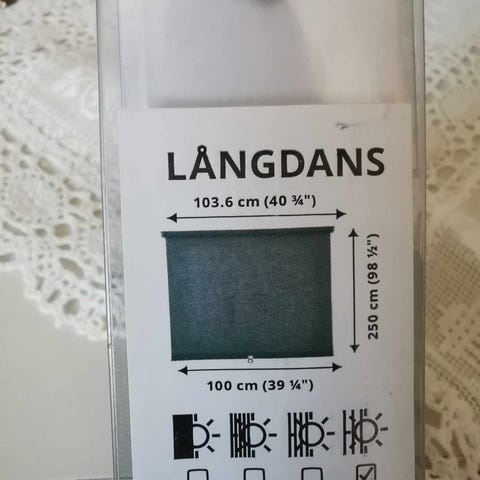 LÅNGDANS
103.6 cm (40 ¾")
250 cm (98 ½")
100 cm (39 ¼")